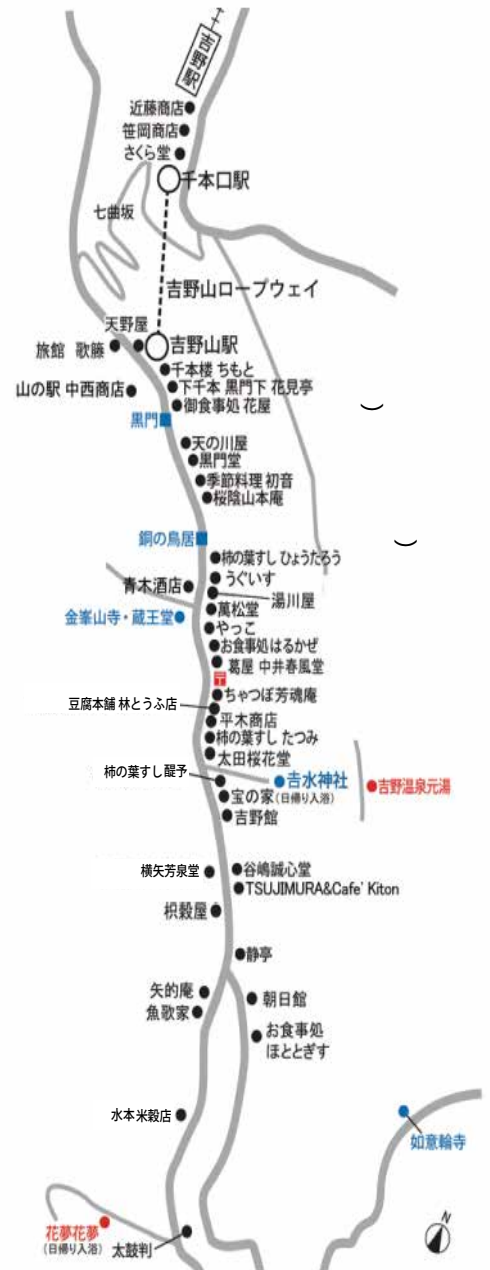 吉野駅
近藤商店
笹岡商店
さくら堂
千本口駅
七曲坂
吉野山ロープウェイ
天野屋
旅館 歌藤
吉野山駅
千本楼 ちもと
山の駅 中西商店
下千本 黒門下 花見亭
御食事処 花屋
黒門
天の川屋
黒門堂
季節料理 初音
桜陰山本庵
銅の鳥居
柿の葉すし ひょうたろう
うぐいす
青木酒店
湯川屋
萬松堂
金峯山寺・蔵王堂
やっこ
お食事処はるかぜ
葛屋 中井春風堂
〒
ちゃつぼ芳魂庵
豆腐本舗 林とうふ店
平木商店
柿の葉すし たつみ
太田桜花堂
柿の葉すし 醍予
吉水神社
吉野温泉元湯
宝の家(日帰り入浴)
吉野館
横矢芳泉堂
谷嶋誠心堂
TSUJIMURA&Cafe' Kiton
枳殻屋
静亭
矢的庵
朝日館
魚歌家
お食事処
ほととぎす
水本米穀店
如意輪寺
花夢花夢
(日帰り入浴)
太鼓判
N